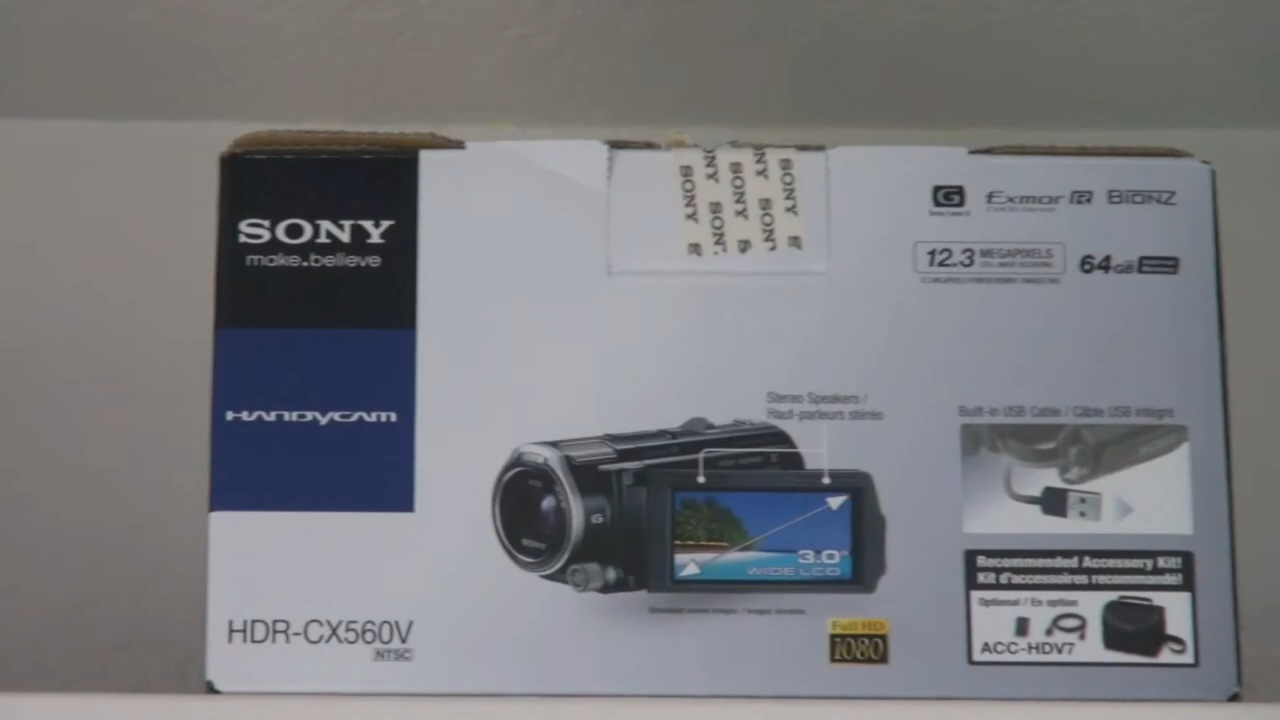 SONY
make.believe
HANDYCAM
HDR-CX560V
NTSC
SONY
SONY
SONY &
SONY
SONY
G
Exmor R
BIONZ
12.3 MEGAPIXELS
64GB
Stereo Speakers /
Haut-parleurs stéréo
G
SONY
3.0"
WIDE LCD
Full HD
1080
Built-in USB Cable / Câble USB intégré
Recommended Accessory Kit!
Kit d'accessoires recommandé!
Optional / En option
ACC-HDV7